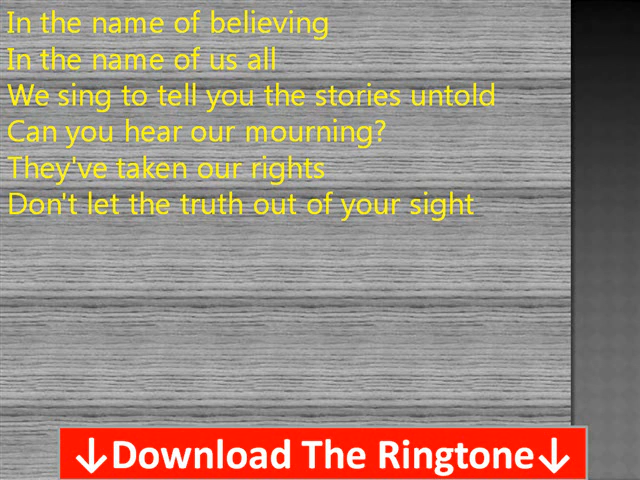 In the name of believing
In the name of us all
We sing to tell you the stories untold
Can you hear our mourning?
They've taken our rights
Don't let the truth out of your sight
↓Download The Ringtone↓